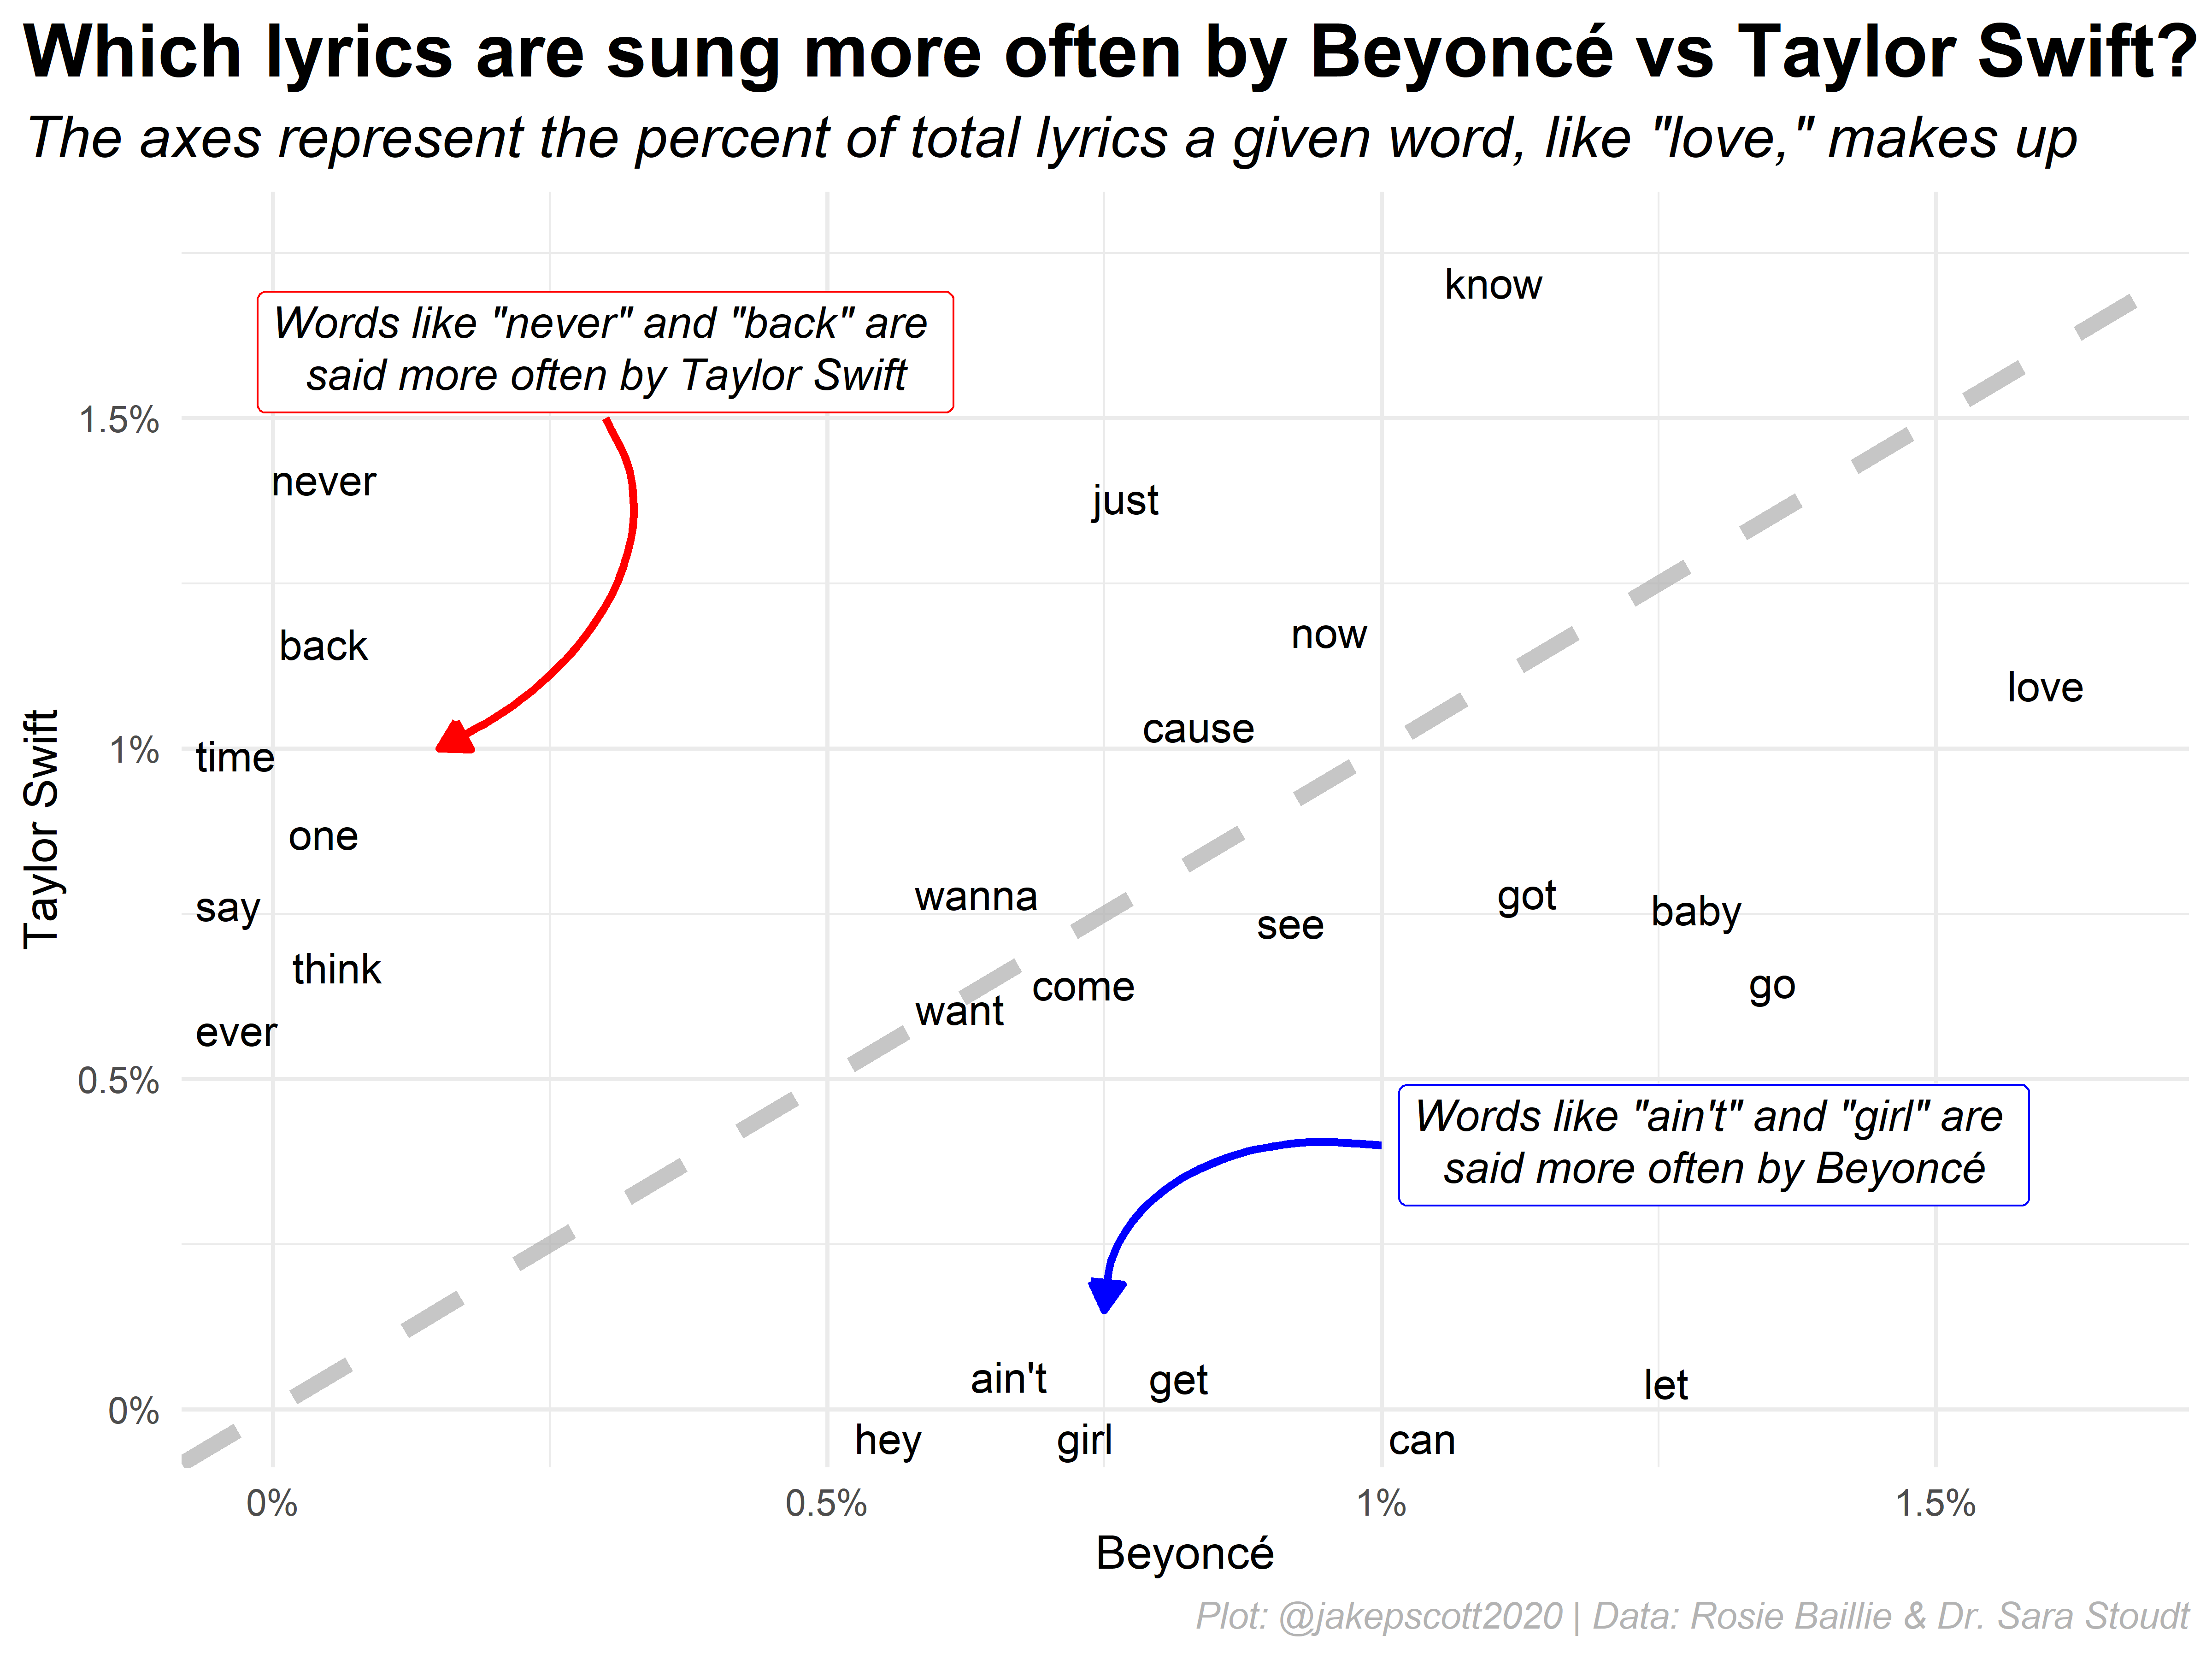 Which lyrics are sung more often by Beyoncé vs Taylor Swift?
The axes represent the percent of total lyrics a given word, like "love," makes up
know
Words like "never" and "back" are
said more often by Taylor Swift
1.5%
never
just
back
now
love
cause
1%
time
one
wanna
got
baby
say
see
think
come
go
want
ever
0.5%
Words like "ain't" and "girl" are
said more often by Beyoncé
ain't
get
let
0%
hey
girl
can
0%
0.5%
1%
1.5%
Taylor Swift
Beyoncé
Plot: @jakepscott2020 | Data: Rosie Baillie & Dr. Sara Stoudt